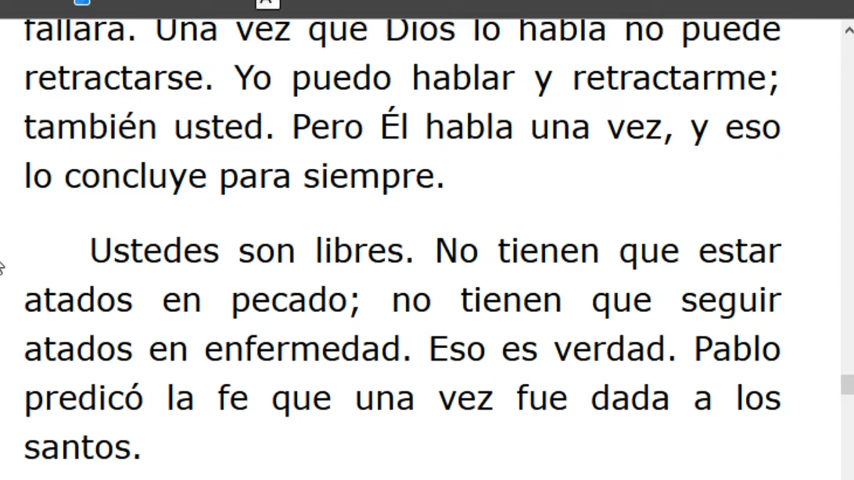 fallará. Una vez que Dios lo habla no puede
retractarse. Yo puedo hablar y retractarme;
también usted. Pero Él habla una vez, y eso
lo concluye para siempre.
Ustedes son libres. No tienen que estar
atados en pecado; no tienen que seguir
atados en enfermedad. Eso es verdad. Pablo
predicó la fe que una vez fue dada a los
santos.